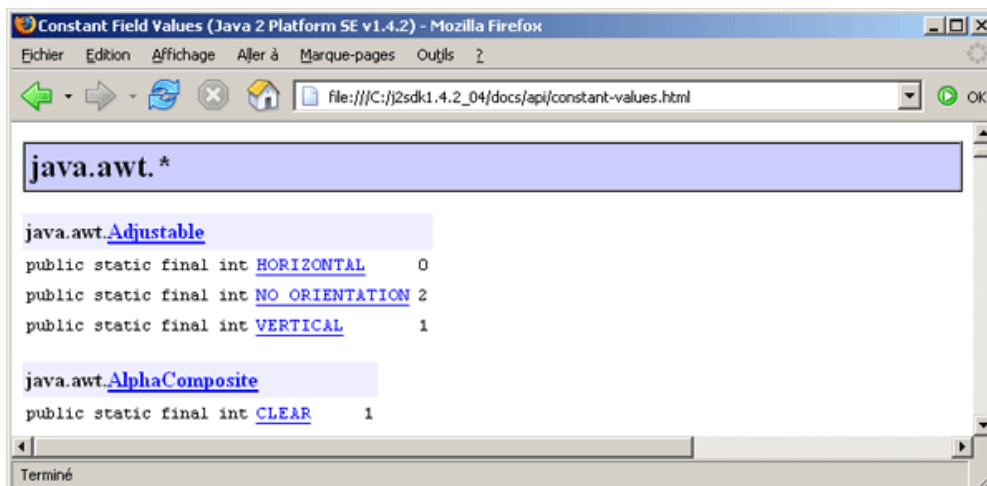 Constant Field Values (Java 2 Platform SE v1.4.2) - Mozilla Firefox
Fichier Edition Affichage Aller à Marque-pages Outils ?
file:///C:/j2sdk1.4.2_04/docs/api/constant-values.html OK
java.awt.*
java.awt.Adjustable
public static final int HORIZONTAL 0
public static final int NO_ORIENTATION 2
public static final int VERTICAL 1
java.awt.AlphaComposite
public static final int CLEAR 1
Terminé